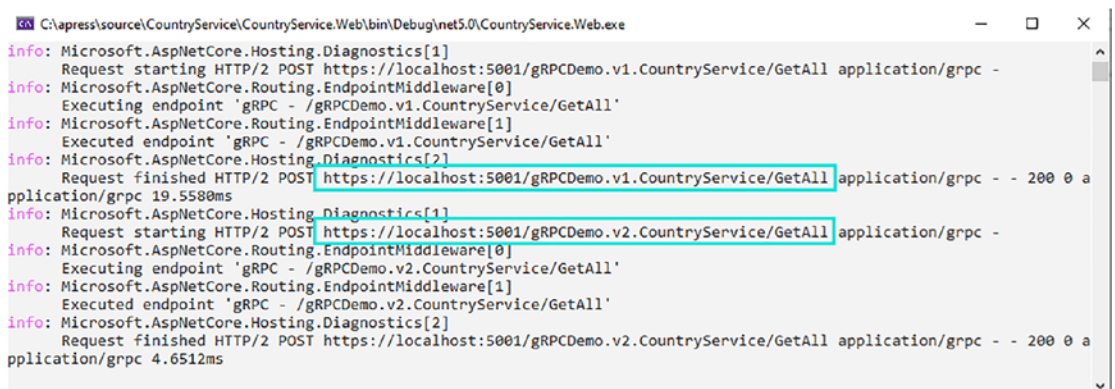 C:\apress\source\CountryService\CountryService.Web\bin\Debug\net5.0\CountryService.Web.exe
info: Microsoft.AspNetCore.Hosting.Diagnostics[1]
Request starting HTTP/2 POST https://localhost:5001/gRPCDemo.v1.CountryService/GetAll application/grpc -
info: Microsoft.AspNetCore.Routing.EndpointMiddleware[0]
Executing endpoint 'gRPC - /gRPCDemo.v1.CountryService/GetAll'
info: Microsoft.AspNetCore.Routing.EndpointMiddleware[1]
Executed endpoint 'gRPC - /gRPCDemo.v1.CountryService/GetAll'
info: Microsoft.AspNetCore.Hosting.Diagnostics[2]
Request finished HTTP/2 POST https://localhost:5001/gRPCDemo.v1.CountryService/GetAll application/grpc - - 200 0 a
pplication/grpc 19.5580ms
info: Microsoft.AspNetCore.Hosting.Diagnostics[1]
Request starting HTTP/2 POST https://localhost:5001/gRPCDemo.v2.CountryService/GetAll application/grpc -
info: Microsoft.AspNetCore.Routing.EndpointMiddleware[0]
Executing endpoint 'gRPC - /gRPCDemo.v2.CountryService/GetAll'
info: Microsoft.AspNetCore.Routing.EndpointMiddleware[1]
Executed endpoint 'gRPC - /gRPCDemo.v2.CountryService/GetAll'
info: Microsoft.AspNetCore.Hosting.Diagnostics[2]
Request finished HTTP/2 POST https://localhost:5001/gRPCDemo.v2.CountryService/GetAll application/grpc - - 200 0 a
pplication/grpc 4.6512ms